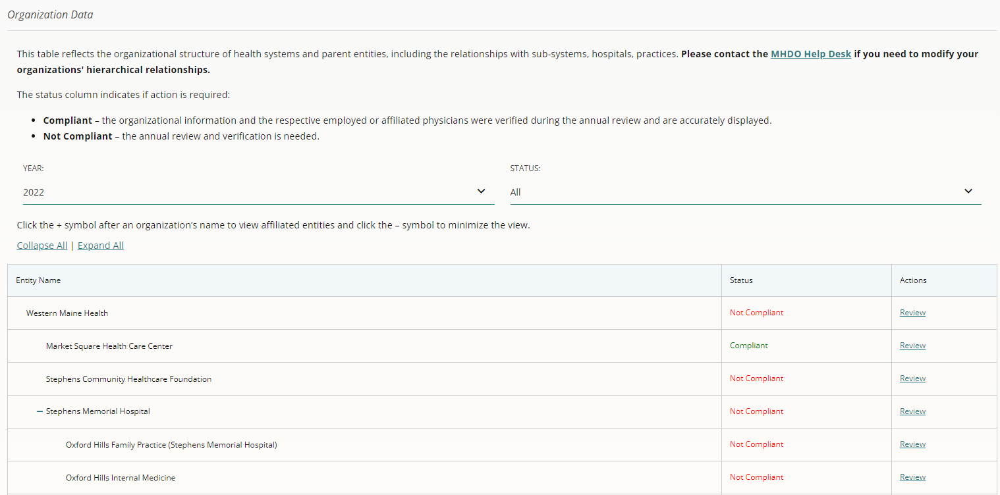 Organization Data
This table reflects the organizational structure of health systems and parent entities, including the relationships with sub-systems, hospitals, practices. Please contact the MHDO Help Desk if you need to modify your
organizations' hierarchical relationships.
The status column indicates if action is required:
• Compliant – the organizational information and the respective employed or affiliated physicians were verified during the annual review and are accurately displayed.
• Not Compliant – the annual review and verification is needed.
YEAR: STATUS:
2022 All
Click the + symbol after an organization’s name to view affiliated entities and click the – symbol to minimize the view.
Collapse All | Expand All
Entity Name Status Actions
Western Maine Health Not Compliant Review
Market Square Health Care Center Compliant Review
Stephens Community Healthcare Foundation Not Compliant Review
– Stephens Memorial Hospital Not Compliant Review
Oxford Hills Family Practice (Stephens Memorial Hospital) Not Compliant Review
Oxford Hills Internal Medicine Not Compliant Review